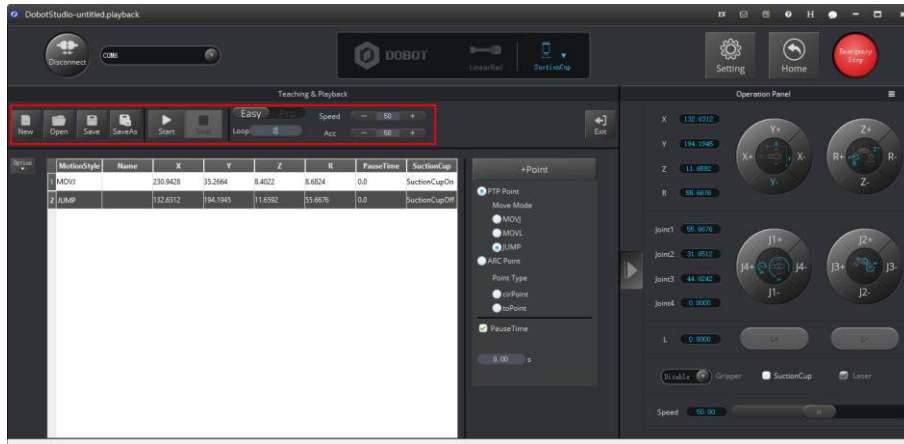 DobotStudio-untitled.playback
H
Disconnect
COM6
DOBOT
LinearRail
SuctionCup
Setting
Home
Emergency
Stop
Teaching & Playback
Operation Panel
New
Open
Save
SaveAs
Start
Stop
Easy
Pro
Loop
Speed
50
Acc
50
Exit
Option
MotionStyle Name X Y Z R PauseTime SuctionCup
1 MOVJ 230.9428 35.2664 8.4022 8.6824 0.0 SuctionCupOn
2 JUMP 132.6312 194.1945 11.6592 55.6676 0.0 SuctionCupOff
+Point
PTP Point
Move Mode
MOVJ
MOVL
JUMP
ARC Point
Point Type
cirPoint
toPoint
PauseTime
0.00 s
X 132.6312
Y 194.1945
Z 11.6592
R 55.6676
Y+
X+
X-
Y-
Z+
R+
R-
Z-
Joint1 55.6676
Joint2 31.6512
Joint3 44.6242
Joint4 0.0000
J1+
J4+
J4-
J1-
J2+
J3+
J3-
J2-
L 0.0000
L+
L-
Disable
Gripper
SuctionCup
Laser
Speed 50.00